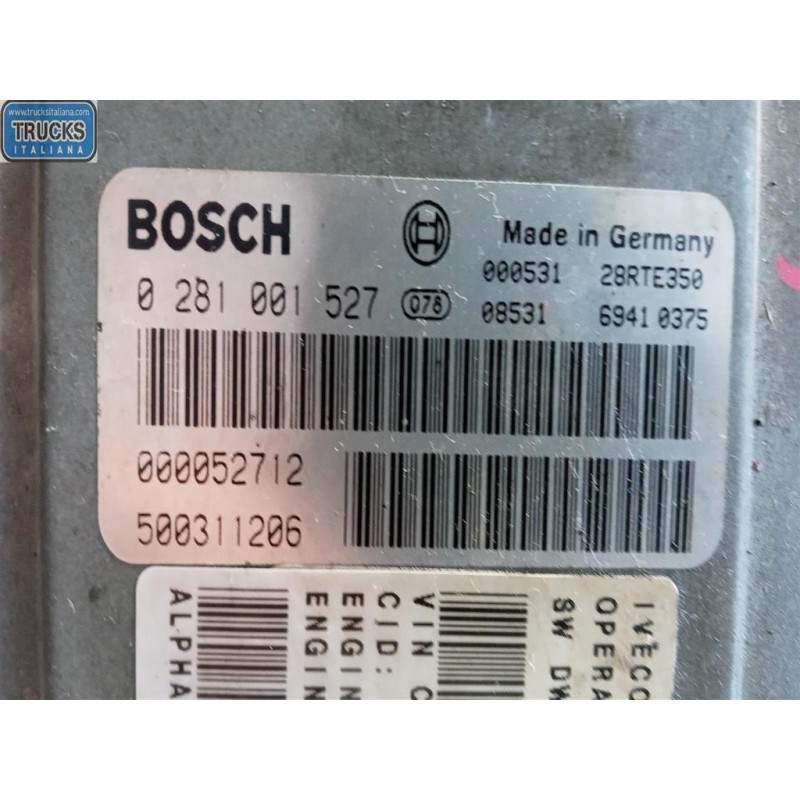 www.trucksitaliana.com
TRUCKS
ITALIANA
BOSCH
Made in Germany
000531 28RTE350
0 281 001 527 078
08531 6941 0375
000052712
500311206
ALPHA
ENGIN
ENGIN
CID:
VIN C
SW DW
OPERA
IVECO